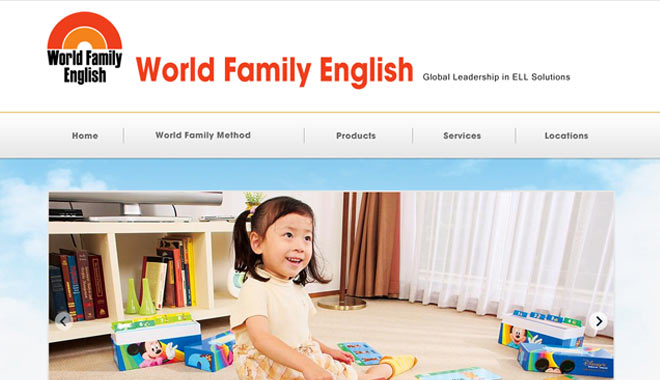 World Family
English
World Family English Global Leadership in ELL Solutions
Home World Family Method Products Services Locations